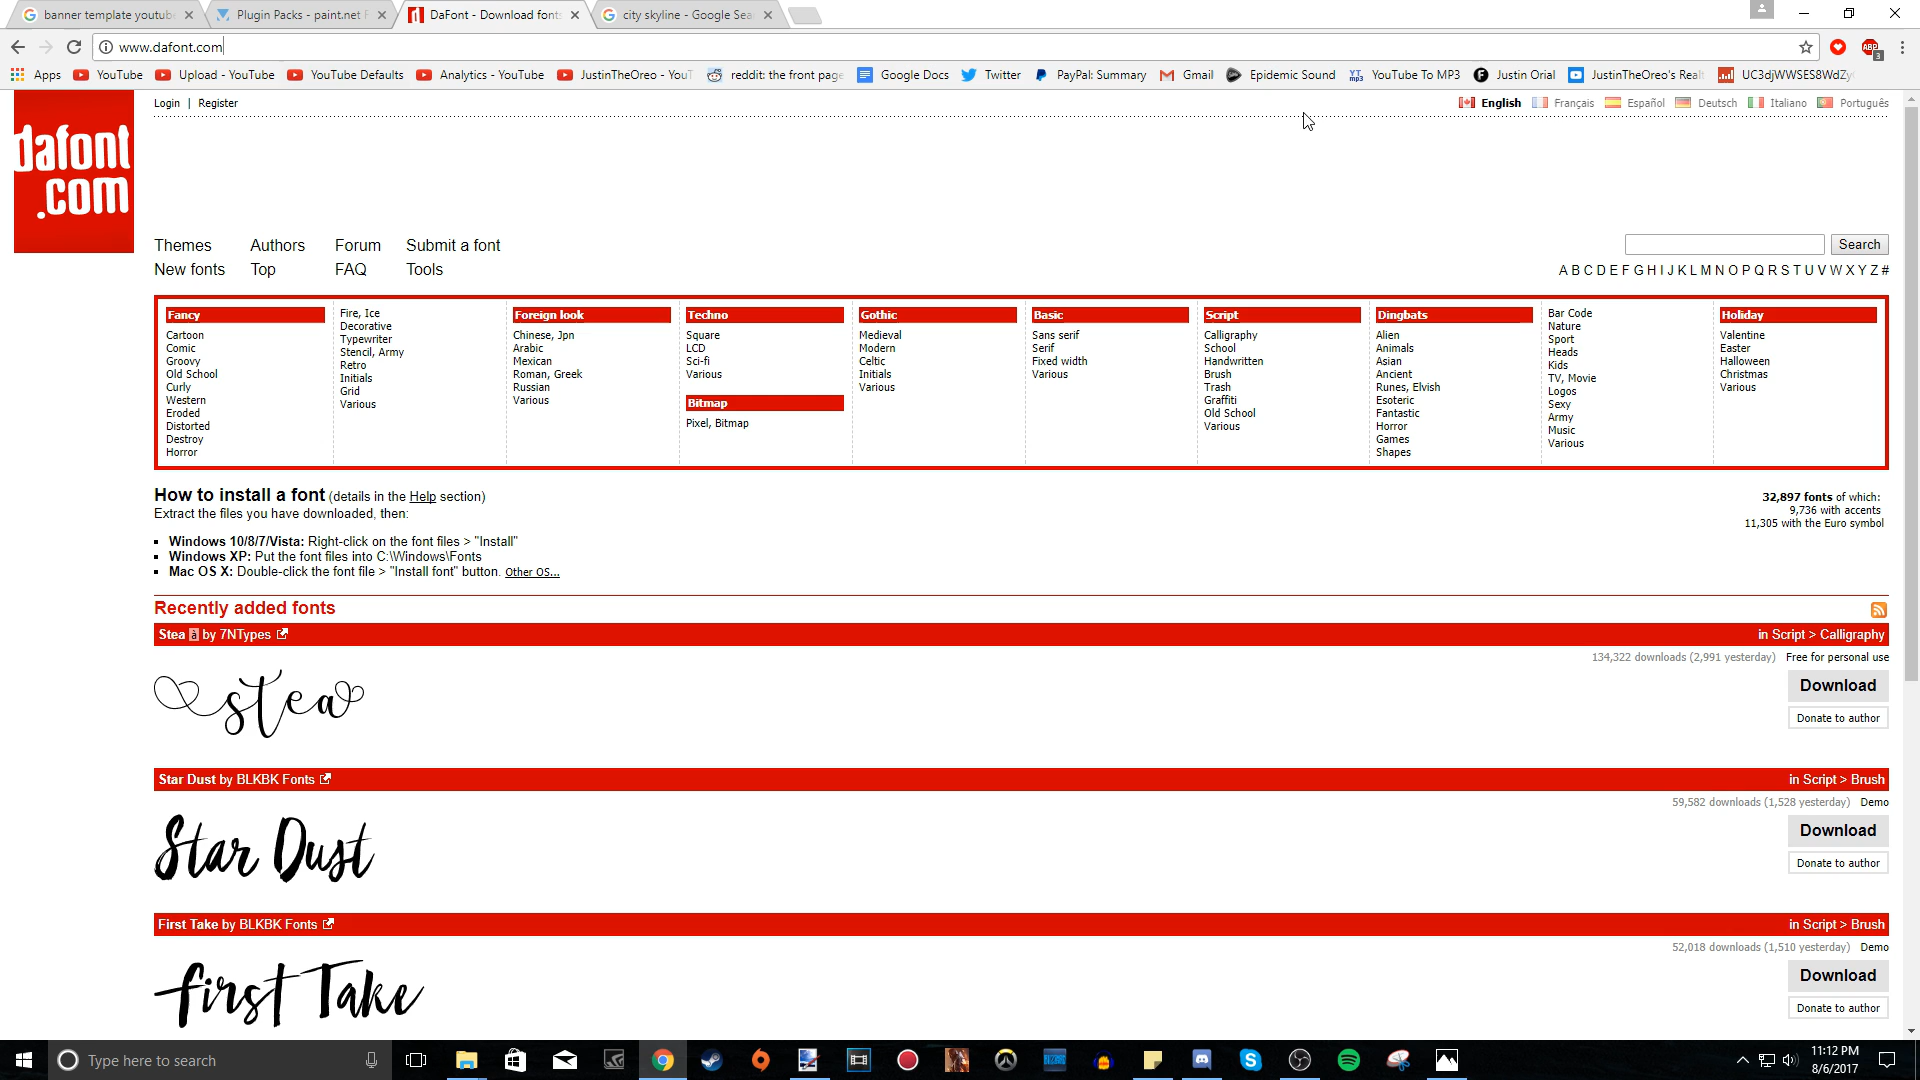 banner template youtube
Plugin Packs - paint.net F
DaFont - Download fonts
city skyline - Google Sea
www.dafont.com
ABP
3
Apps
YouTube
Upload - YouTube
YouTube Defaults
Analytics - YouTube
JustinTheOreo - YouT
reddit: the front page
Google Docs
Twitter
PayPal: Summary
Gmail
Epidemic Sound
YouTube To MP3
Justin Orial
JustinTheOreo's Real
UC3djWWSES8WdZy
dafont
.com
Login | Register
English Français Español Deutsch Italiano Português
Themes Authors Forum Submit a font
New fonts Top FAQ Tools
Search
A B C D E F G H I J K L M N O P Q R S T U V W X Y Z #
Fancy
Cartoon
Comic
Groovy
Old School
Curly
Western
Eroded
Distorted
Destroy
Horror
Fire, Ice
Decorative
Typewriter
Stencil, Army
Retro
Initials
Grid
Various
Foreign look
Chinese, Jpn
Arabic
Mexican
Roman, Greek
Russian
Various
Techno
Square
LCD
Sci-fi
Various
Bitmap
Pixel, Bitmap
Gothic
Medieval
Modern
Celtic
Initials
Various
Basic
Sans serif
Serif
Fixed width
Various
Script
Calligraphy
School
Handwritten
Brush
Trash
Graffiti
Old School
Various
Dingbats
Alien
Animals
Asian
Ancient
Runes, Elvish
Esoteric
Fantastic
Horror
Games
Shapes
Bar Code
Nature
Sport
Heads
Kids
TV, Movie
Logos
Sexy
Army
Music
Various
Holiday
Valentine
Easter
Halloween
Christmas
Various
How to install a font (details in the Help section)
Extract the files you have downloaded, then:
Windows 10/8/7/Vista: Right-click on the font files > "Install"
Windows XP: Put the font files into C:\Windows\Fonts
Mac OS X: Double-click the font file > "Install font" button. Other OS...
32,897 fonts of which:
9,736 with accents
11,305 with the Euro symbol
Recently added fonts
Stea à by 7NTypes
in Script > Calligraphy
134,322 downloads (2,991 yesterday) Free for personal use
stea
Download
Donate to author
Star Dust by BLKBK Fonts
in Script > Brush
59,582 downloads (1,528 yesterday) Demo
Star Dust
Download
Donate to author
First Take by BLKBK Fonts
in Script > Brush
52,018 downloads (1,510 yesterday) Demo
First Take
Download
Donate to author
Type here to search
11:12 PM
8/6/2017